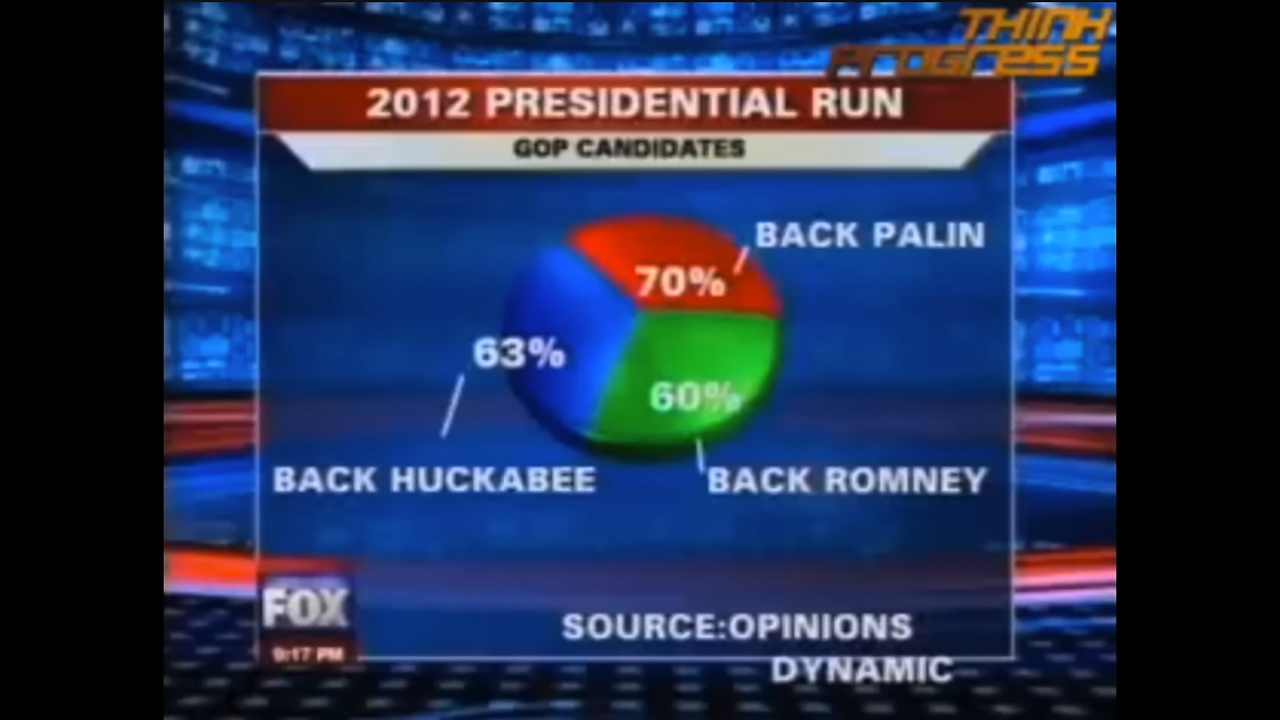 THINK
PROGRESS
2012 PRESIDENTIAL RUN
GOP CANDIDATES
BACK PALIN
70%
63%
60%
BACK HUCKABEE
BACK ROMNEY
FOX
9:17 PM
SOURCE:OPINIONS
DYNAMIC